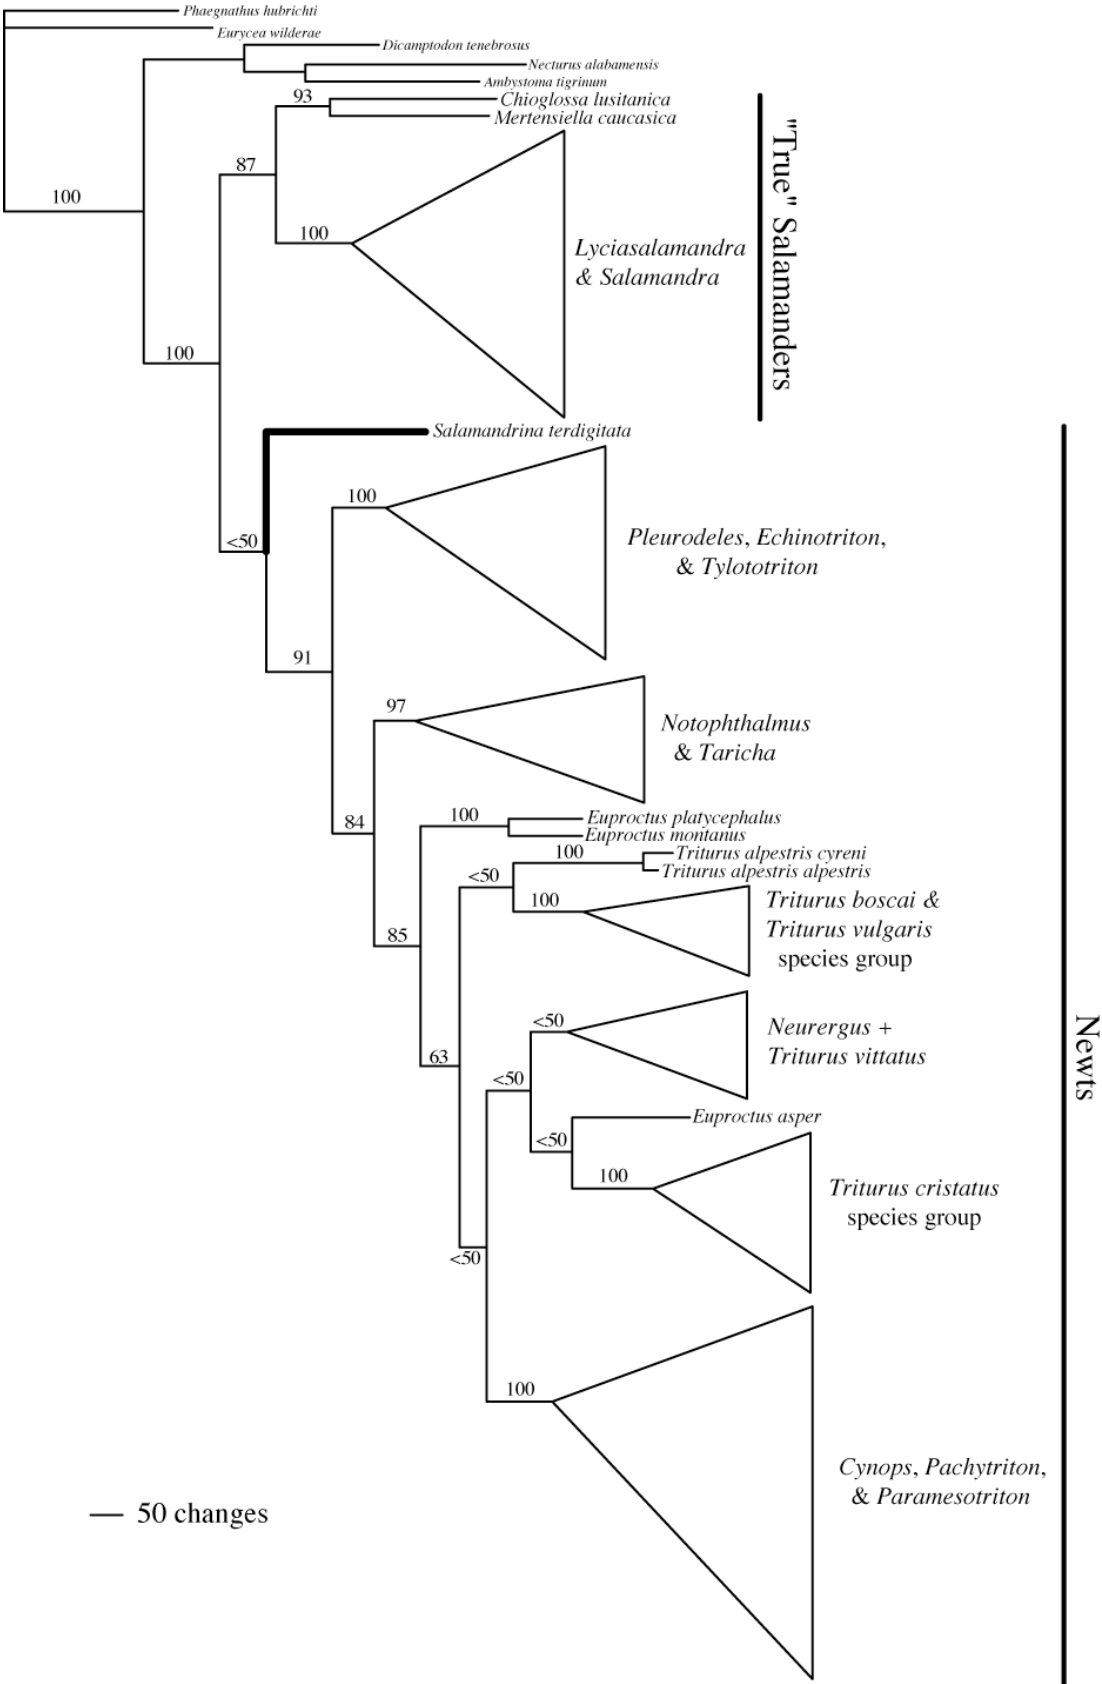 Phaegnathus hubrichti
Eurycea wilderae
Dicamptodon tenebrosus
Necturus alabamensis
Ambystoma tigrinum
93
Chioglossa lusitanica
Mertensiella caucasica
87
100
100
Lyciasalamandra
& Salamandra
"True" Salamanders
100
Salamandrina terdigitata
<50
100
Pleurodeles, Echinotriton,
& Tylototriton
91
97
Notophthalmus
& Taricha
84
100
Euproctus platycephalus
Euproctus montanus
100
Triturus alpestris cyreni
Triturus alpestris alpestris
<50
100
Triturus boscai &
Triturus vulgaris
species group
85
<50
Neurergus +
Triturus vittatus
Newts
63
<50
Euproctus asper
<50
100
Triturus cristatus
species group
<50
100
Cynops, Pachytriton,
& Paramesotriton
50 changes